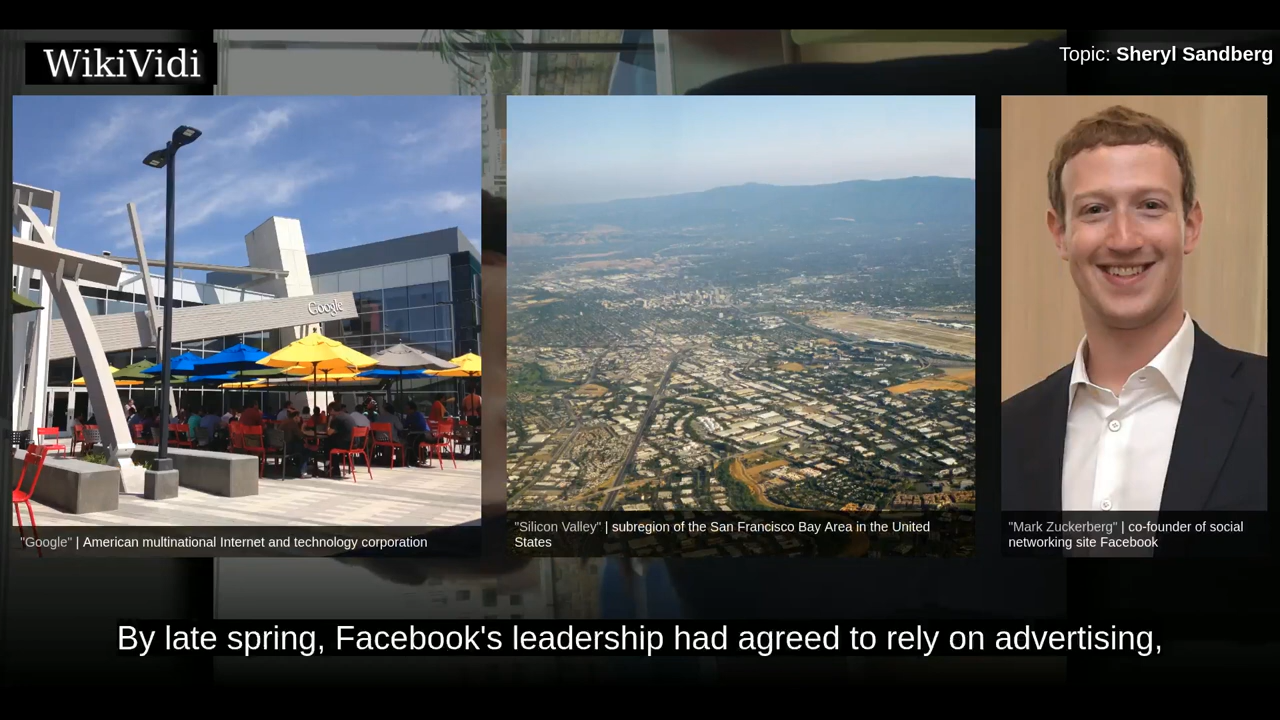 WikiVidi
Topic: Sheryl Sandberg
Google
"Google" | American multinational Internet and technology corporation
"Silicon Valley" | subregion of the San Francisco Bay Area in the United
States
"Mark Zuckerberg" | co-founder of social
networking site Facebook
By late spring, Facebook's leadership had agreed to rely on advertising,